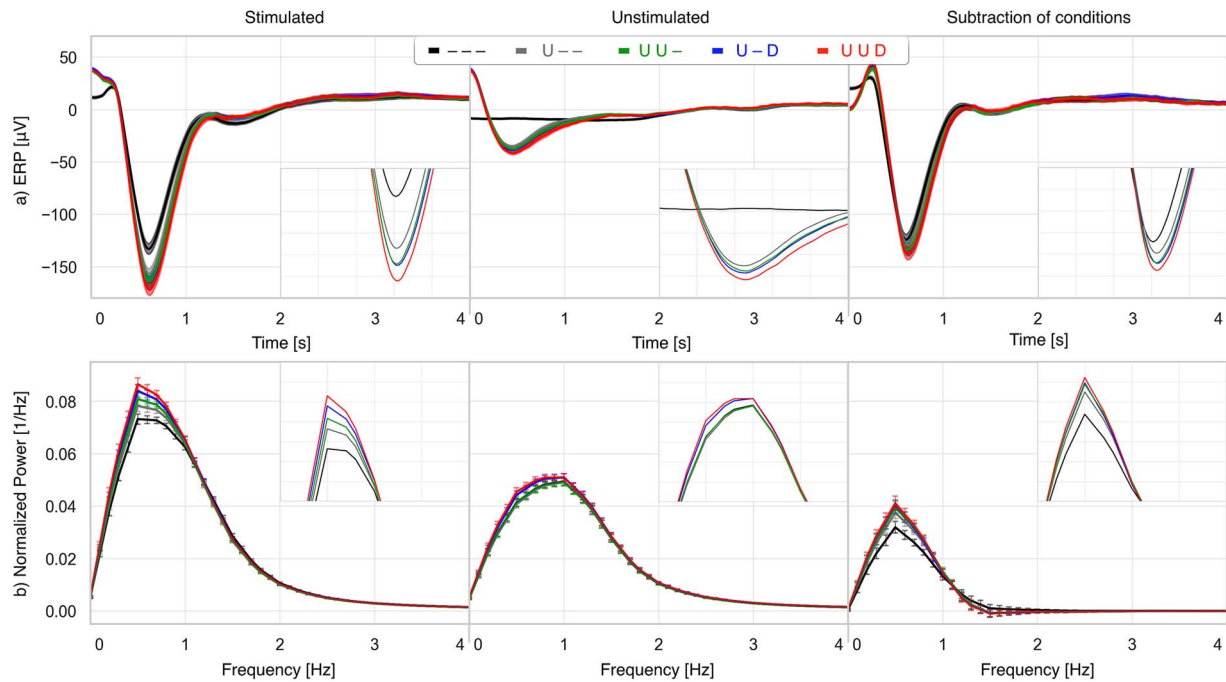 Stimulated Unstimulated Subtraction of conditions
--- U-- UU- U-D UUD
a) ERP [µV]
50
0
−50
−100
−150
0 1 2 3 4 0 1 2 3 4 0 1 2 3 4
Time [s] Time [s] Time [s]
b) Normalized Power [1/Hz]
0.08
0.06
0.04
0.02
0.00
0 1 2 3 4 0 1 2 3 4 0 1 2 3 4
Frequency [Hz] Frequency [Hz] Frequency [Hz]